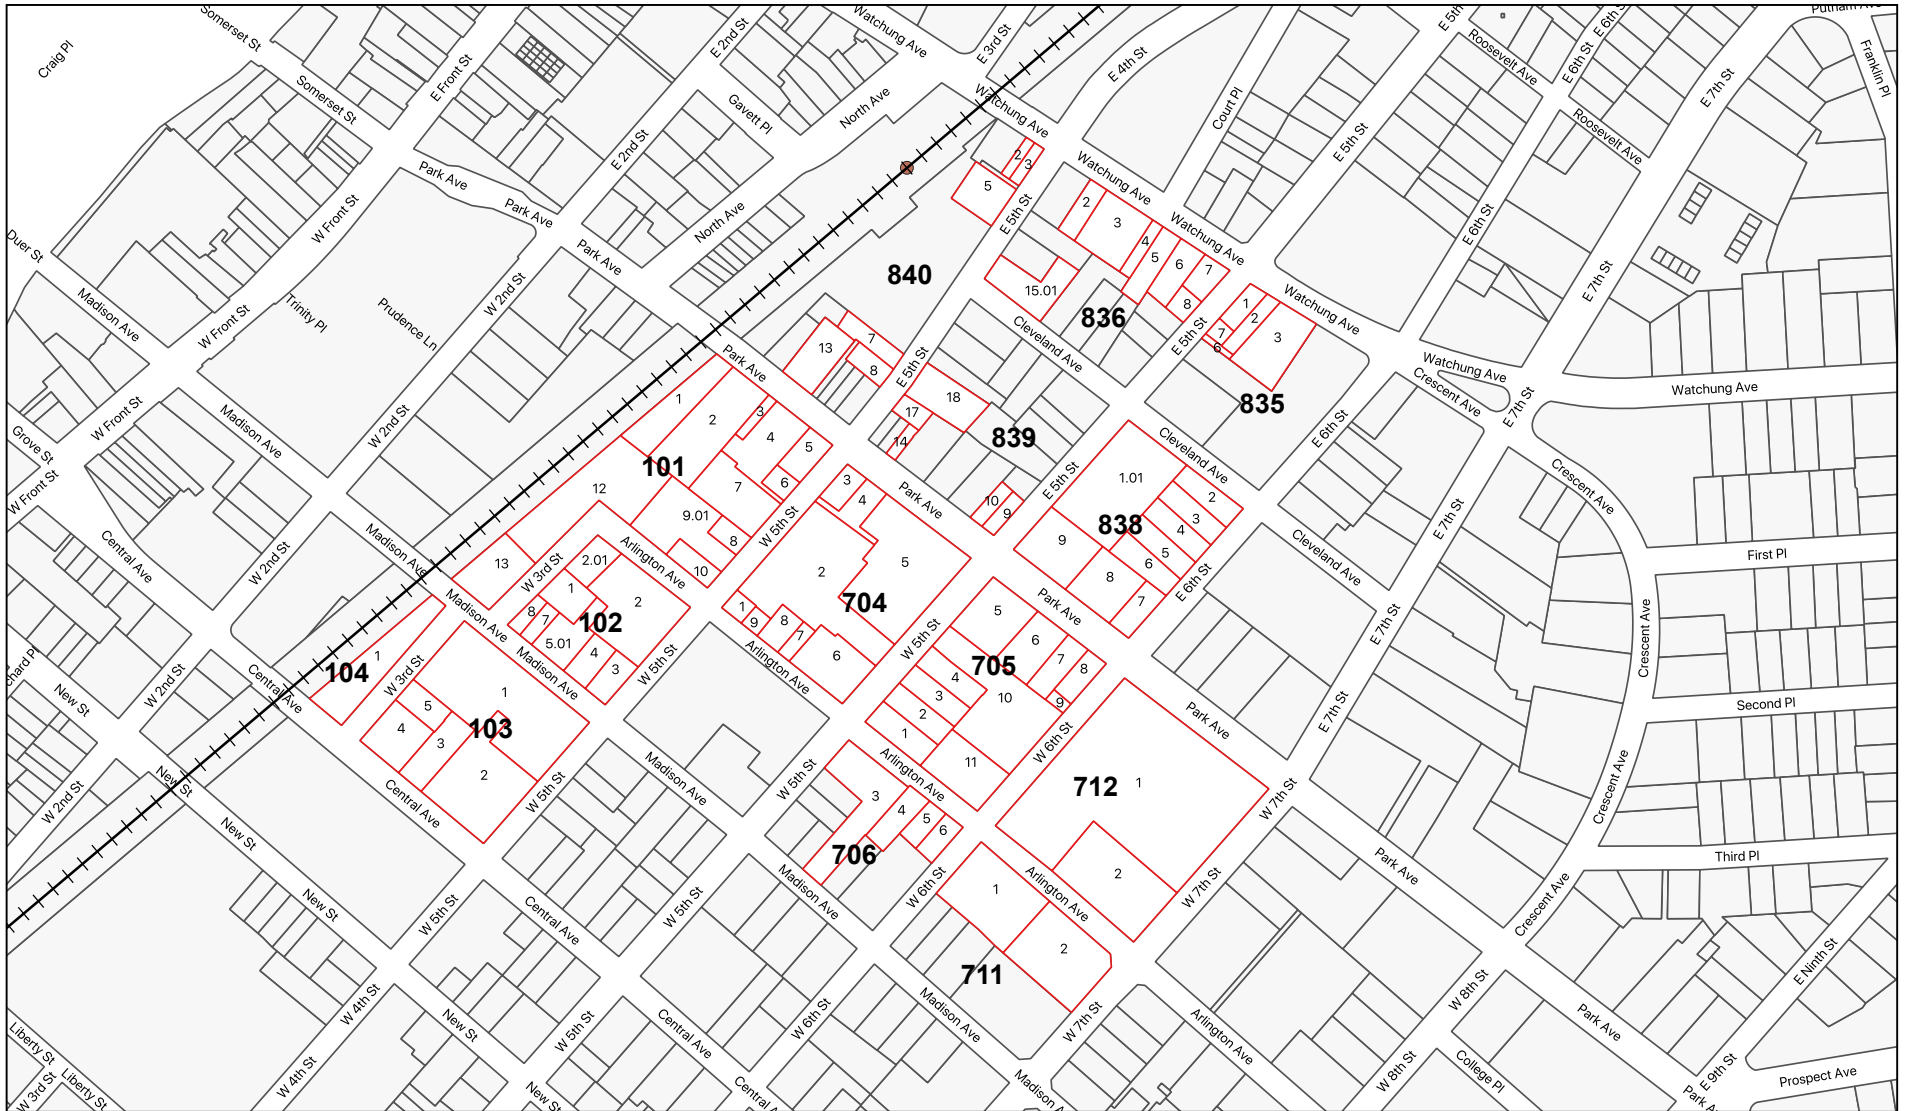 Craig Pl
Somerset St
Somerset St
E Front St
E 2nd St
Watchung Ave
E 3rd St
E 4th St
E 5th
Roosevelt Ave
E 6th St
E 6th St
E 7th St
Franklin Pl
Gavett Pl
North Ave
E 2nd St
Watchung Ave
Court Pl
E 5th St
Roosevelt Ave
Park Ave
Park Ave
Park Ave
North Ave
W Front St
Watchung Ave
Watchung Ave
E 5th St
E 6th St
E 7th St
2
3
5
2
3
4
5
6
7
8
15.01
840
836
Duer St
Madison Ave
W Front St
Trinity Pl
Prudence Ln
W 2nd St
Cleveland Ave
E 5th St
Watchung Ave
1
2
3
7
6
835
Watchung Ave
Crescent Ave
Watchung Ave
E 7th St
13
7
8
E 5th St
18
17
14
839
10
9
Park Ave
Grove St
W Front St
W Front St
Madison Ave
W 2nd St
1
2
3
4
5
6
7
101
12
9.01
8
10
13
W 5th St
3
4
5
2
704
1
9
8
7
6
Park Ave
E 5th St
Cleveland Ave
E 6th St
1.01
2
3
4
5
6
838
9
8
7
E 6th St
Cleveland Ave
E 7th St
E 7th St
Crescent Ave
First Pl
Central Ave
W 2nd St
Madison Ave
W 3rd St
Arlington Ave
2.01
1
2
8
7
102
5.01
4
3
Madison Ave
Madison Ave
W 5th St
Arlington Ave
W 5th St
5
6
7
8
705
4
3
2
1
10
9
11
Park Ave
W 6th St
Park Ave
E 7th St
Crescent Ave
Second Pl
New St
W 2nd St
Central Ave
104
1
W 3rd St
1
5
4
3
103
2
W 5th St
Central Ave
Madison Ave
W 5th St
Arlington Ave
3
4
5
6
706
712
1
2
W 7th St
Crescent Ave
W 2nd St
New St
New St
New St
W 5th St
Central Ave
W 5th St
Madison Ave
W 6th St
1
Arlington Ave
2
711
W 7th St
Park Ave
Third Pl
Crescent Ave
E Ninth St
Liberty St
Liberty St
W 3rd St
W 4th St
W 4th St
New St
New St
W 5th St
Central Ave
Central A
W 6th St
Madison Ave
Madison A
W 7th St
Arlington Ave
W 8th St
W 8th St
College Pl
Park Ave
Park A
E 9th St
Prospect Ave